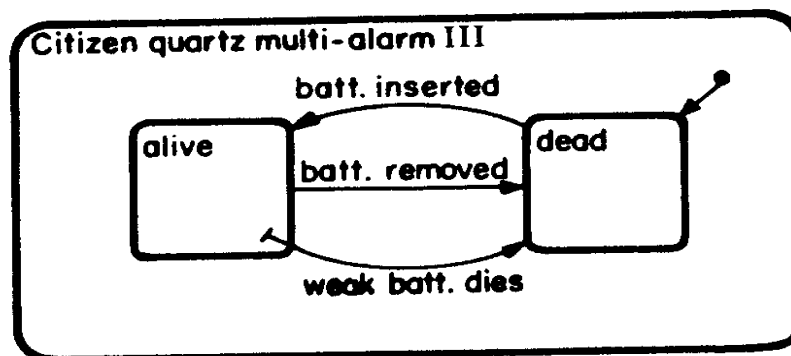 Citizen quartz multi-alarm III
batt. inserted
alive
dead
batt. removed
weak batt. dies